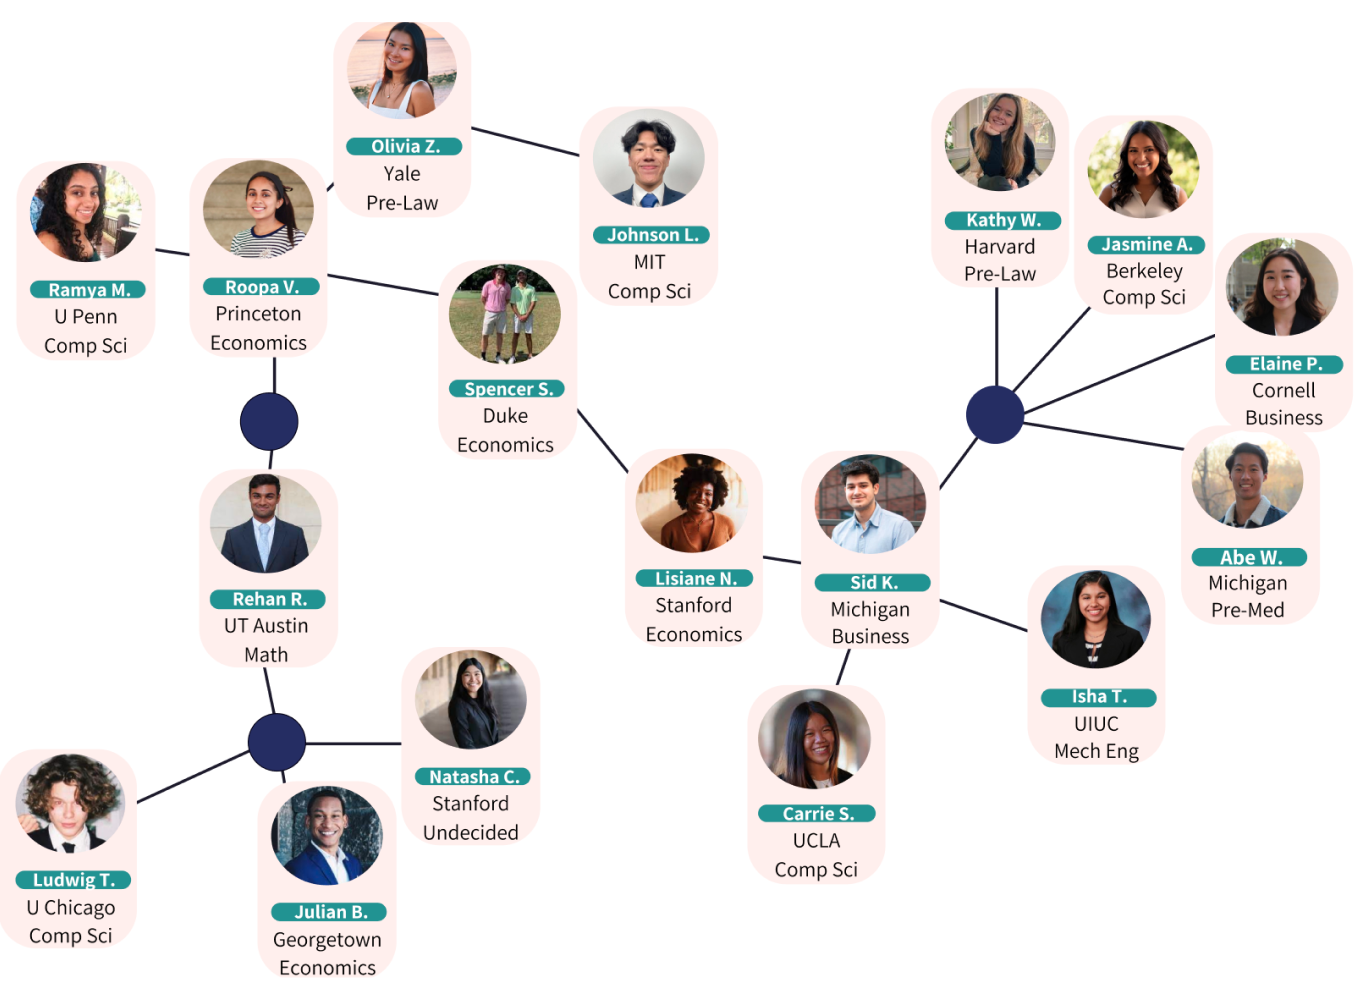 Olivia Z.
Yale
Pre-Law
Johnson L.
MIT
Comp Sci
Ramya M.
U Penn
Comp Sci
Roopa V.
Princeton
Economics
Spencer S.
Duke
Economics
Kathy W.
Harvard
Pre-Law
Jasmine A.
Berkeley
Comp Sci
Elaine P.
Cornell
Business
Abe W.
Michigan
Pre-Med
Rehan R.
UT Austin
Math
Lisiane N.
Stanford
Economics
Sid K.
Michigan
Business
Isha T.
UIUC
Mech Eng
Carrie S.
UCLA
Comp Sci
Natasha C.
Stanford
Undecided
Ludwig T.
U Chicago
Comp Sci
Julian B.
Georgetown
Economics